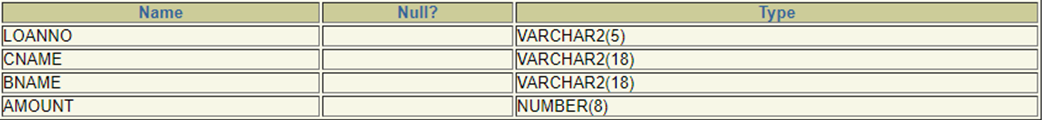 Name Null? Type
LOANNO VARCHAR2(5)
CNAME VARCHAR2(18)
BNAME VARCHAR2(18)
AMOUNT NUMBER(8)